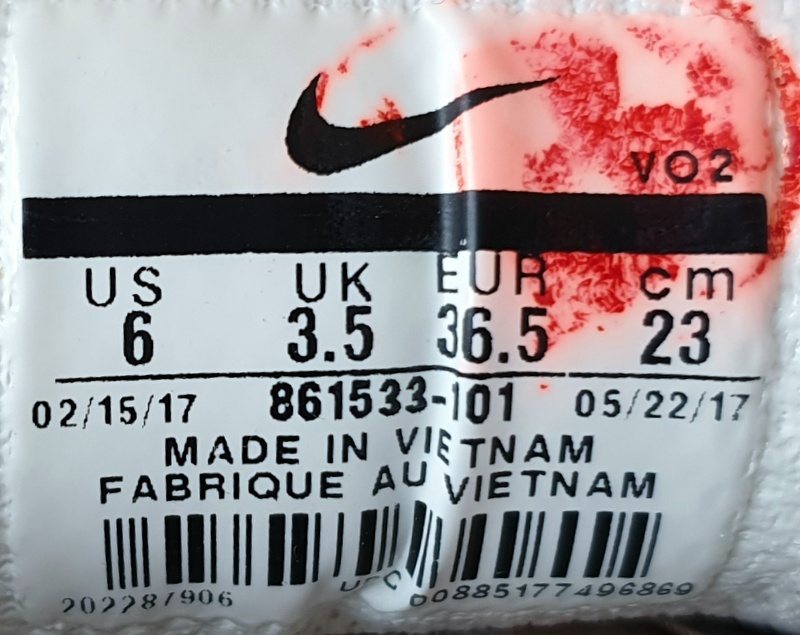 VO2
US UK EUR cm
6 3.5 36.5 23
02/15/17 861533-101 05/22/17
MADE IN VIETNAM
FABRIQUE AU VIETNAM
UPC 00885177496869